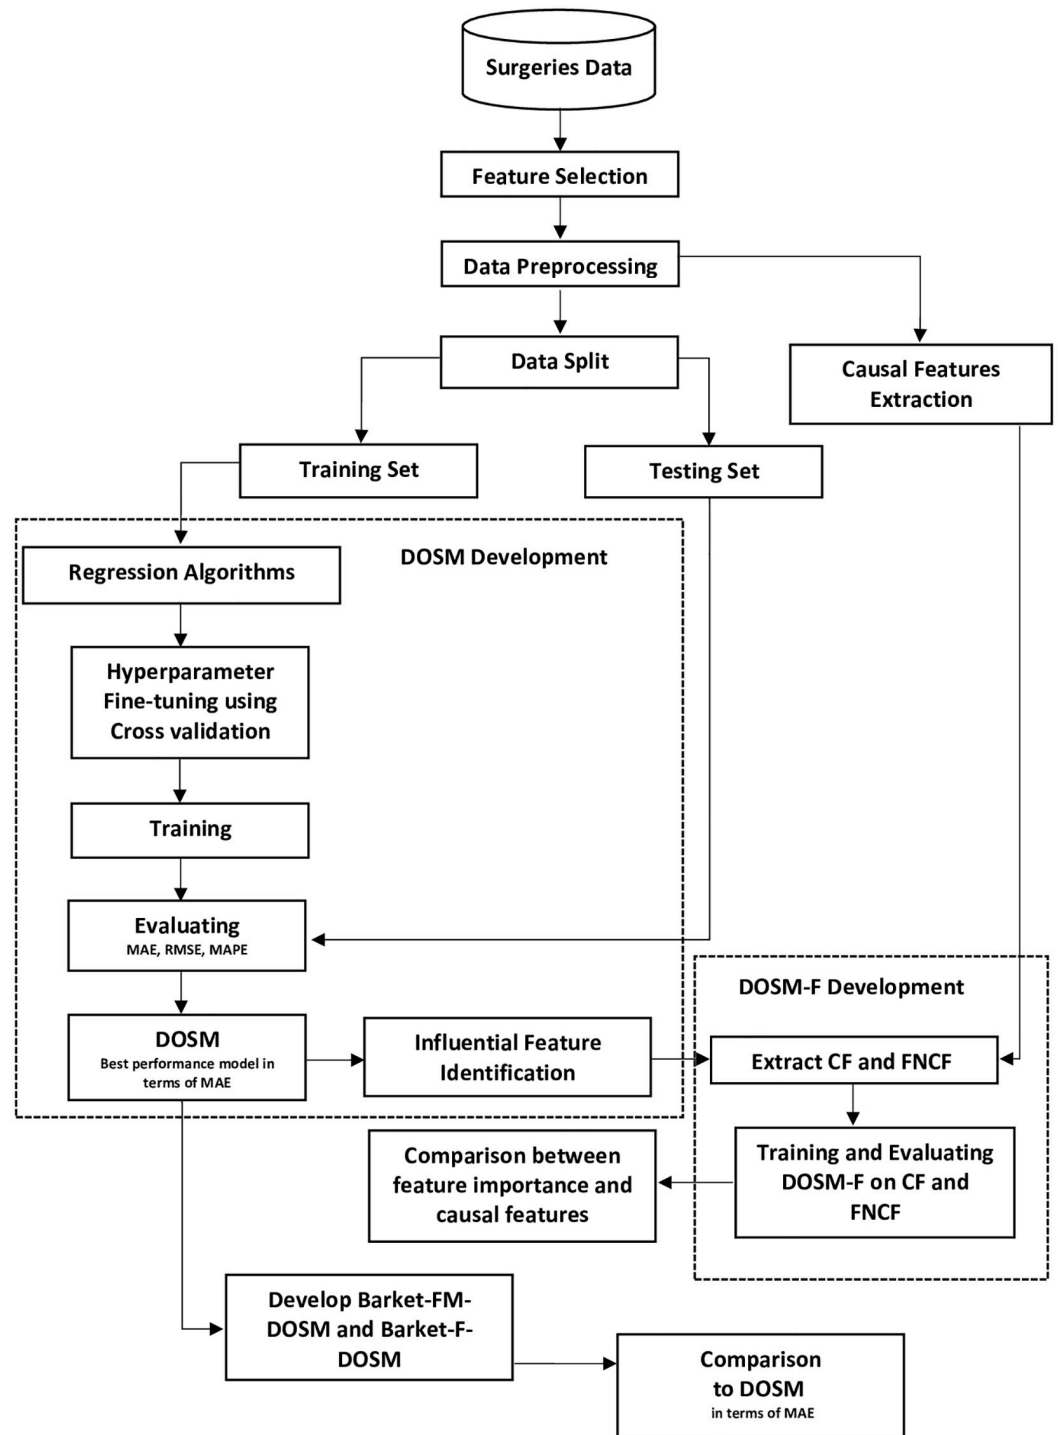 Surgeries Data
Feature Selection
Data Preprocessing
Data Split
Causal Features
Extraction
Training Set
Testing Set
DOSM Development
Regression Algorithms
Hyperparameter
Fine-tuning using
Cross validation
Training
Evaluating
MAE, RMSE, MAPE
DOSM
Best performance model in
terms of MAE
Influential Feature
Identification
DOSM-F Development
Extract CF and FNCF
Training and Evaluating
DOSM-F on CF and
FNCF
Comparison between
feature importance and
causal features
Develop Barket-FM-
DOSM and Barket-F-
DOSM
Comparison
to DOSM
in terms of MAE